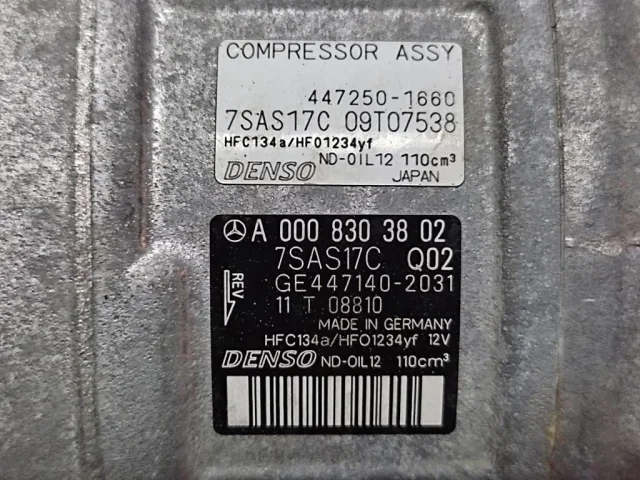 COMPRESSOR ASSY
447250-1660
7SAS17C 09T07538
HFC134a/HFO1234yf
ND-OIL12 110cm³
DENSO JAPAN
A 000 830 38 02
7SAS17C Q02
REV.
GE447140-2031
11 T 08810
MADE IN GERMANY
HFC134a/HFO1234yf 12V
DENSO ND-OIL12 110cm³